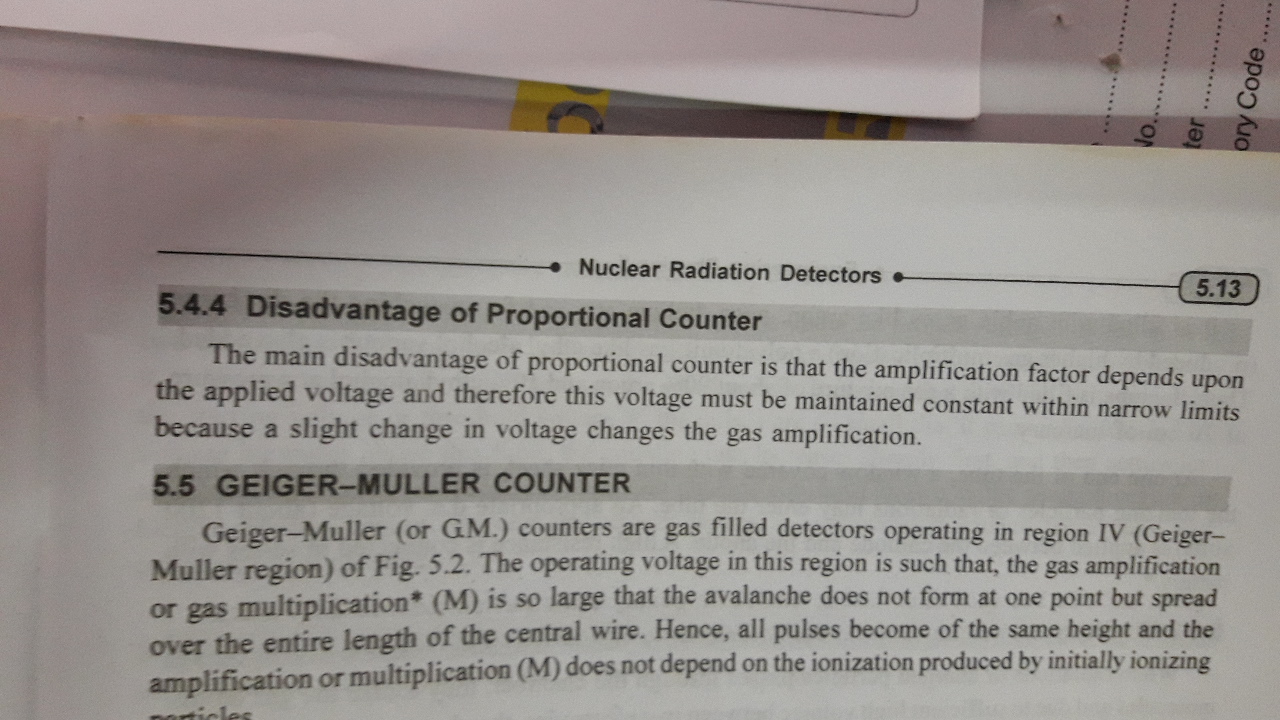 • Nuclear Radiation Detectors • 5.13
5.4.4 Disadvantage of Proportional Counter
The main disadvantage of proportional counter is that the amplification factor depends upon
the applied voltage and therefore this voltage must be maintained constant within narrow limits
because a slight change in voltage changes the gas amplification.
5.5 GEIGER–MULLER COUNTER
Geiger–Muller (or G.M.) counters are gas filled detectors operating in region IV (Geiger–
Muller region) of Fig. 5.2. The operating voltage in this region is such that, the gas amplification
or gas multiplication* (M) is so large that the avalanche does not form at one point but spread
over the entire length of the central wire. Hence, all pulses become of the same height and the
amplification or multiplication (M) does not depend on the ionization produced by initially ionizing
No..............
ter ..............
ory Code ......